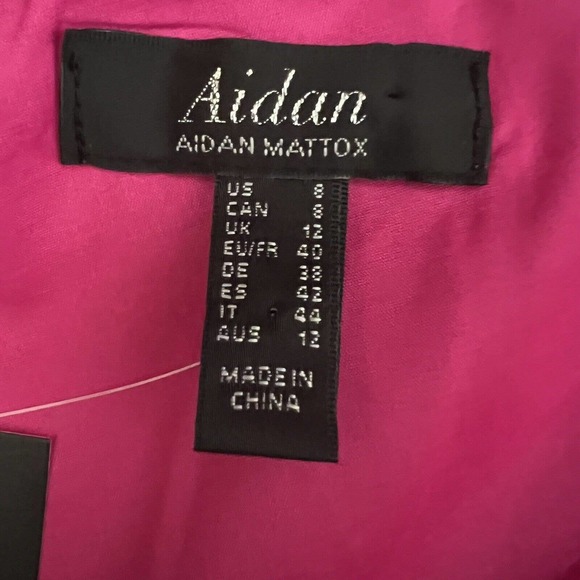 Aidan
AIDAN MATTOX
US 8
CAN 8
UK 12
EU/FR 40
DE 38
ES 42
IT 44
AUS 12
MADE IN
CHINA